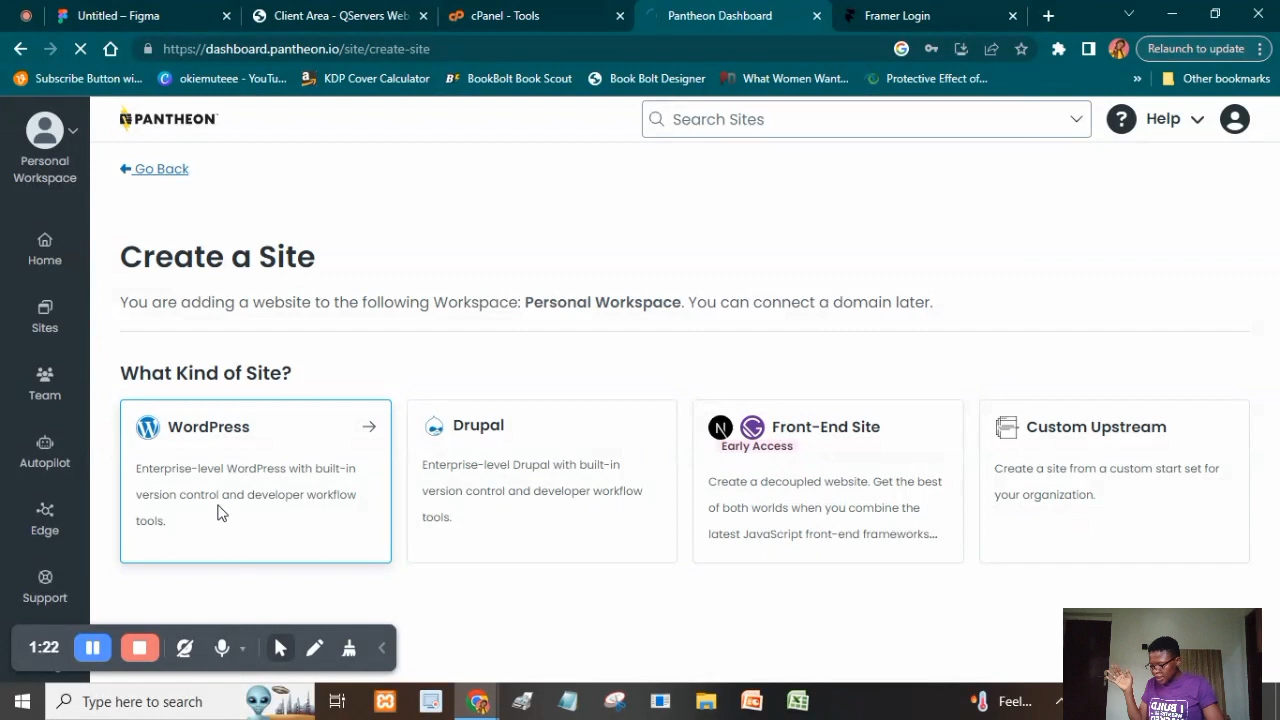 Untitled – Figma
Client Area - QServers Web
cPanel - Tools
Pantheon Dashboard
Framer Login
https://dashboard.pantheon.io/site/create-site
Relaunch to update
Subscribe Button wi...
okiemuteee - YouTu...
KDP Cover Calculator
BookBolt Book Scout
Book Bolt Designer
What Women Want...
Protective Effect of...
Other bookmarks
PANTHEON
Search Sites
Help
Personal
Workspace
Home
Sites
Team
Autopilot
Edge
Support
Go Back
Create a Site
You are adding a website to the following Workspace: Personal Workspace. You can connect a domain later.
What Kind of Site?
WordPress
Enterprise-level WordPress with built-in
version control and developer workflow
tools.
Drupal
Enterprise-level Drupal with built-in
version control and developer workflow
tools.
Front-End Site
Early Access
Create a decoupled website. Get the best
of both worlds when you combine the
latest JavaScript front-end frameworks...
Custom Upstream
Create a site from a custom start set for
your organization.
1:22
Type here to search
Feel...